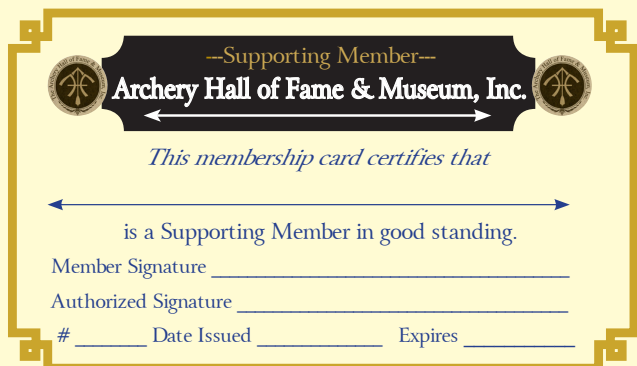 ---Supporting Member---
Archery Hall of Fame & Museum, Inc.
This membership card certifies that
is a Supporting Member in good standing.
Member Signature
Authorized Signature
# Date Issued Expires